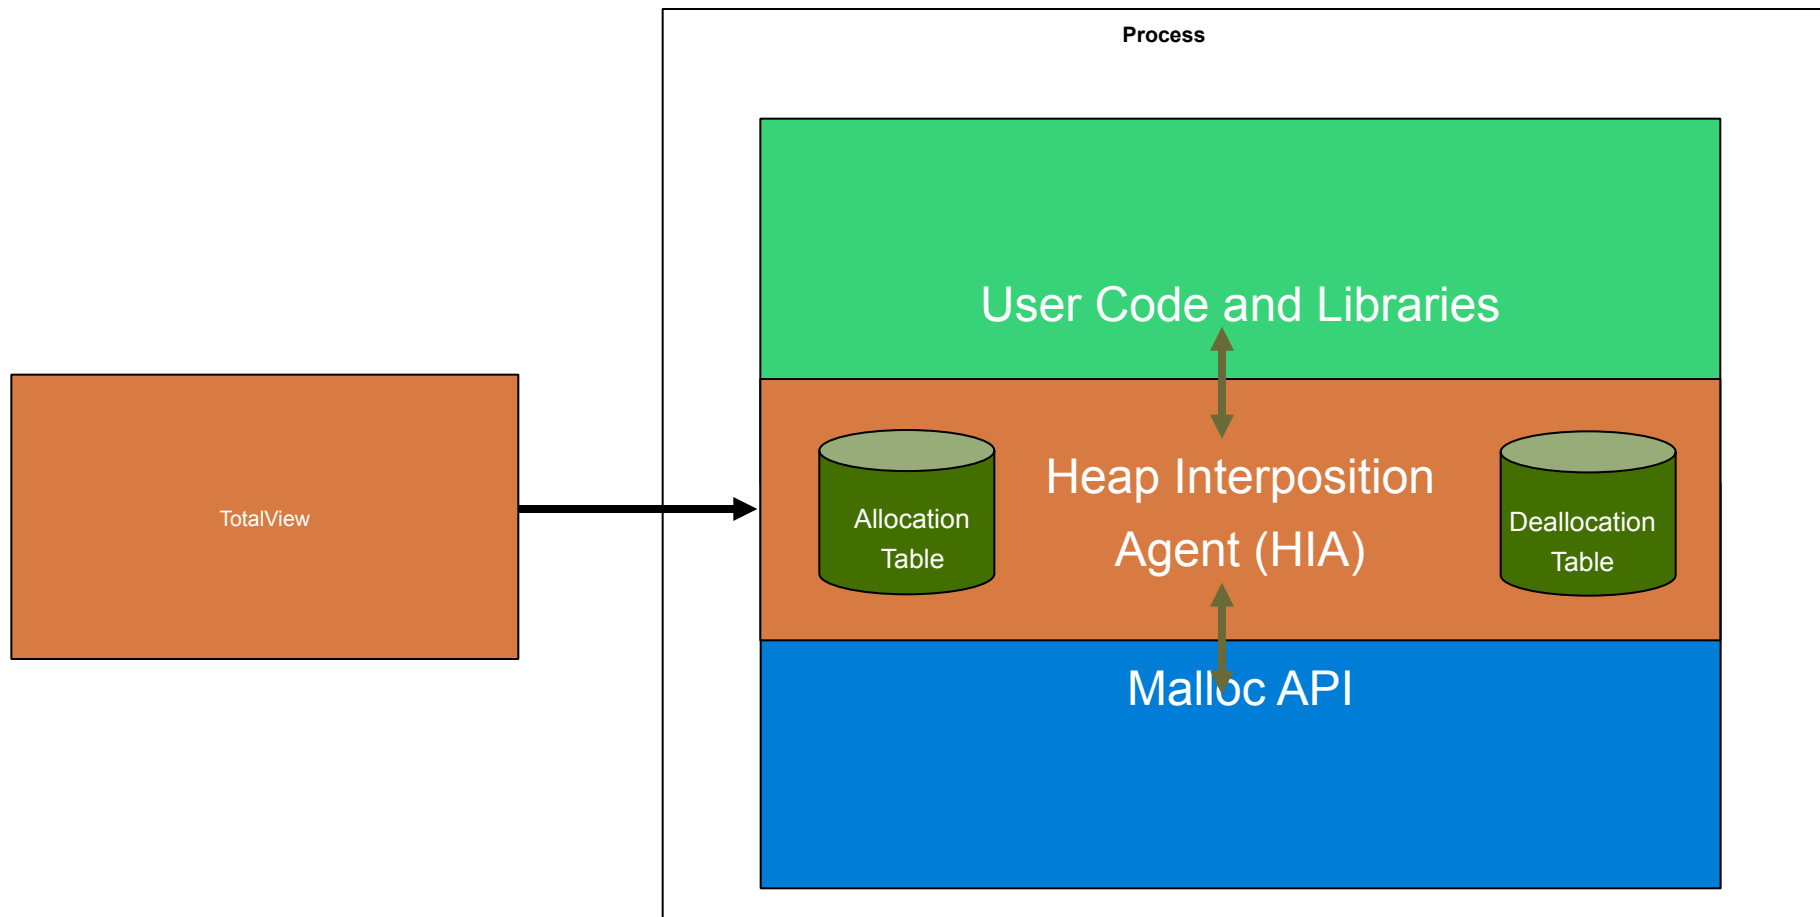 Process
User Code and Libraries
TotalView
Allocation
Table
Heap Interposition
Agent (HIA)
Deallocation
Table
Malloc API